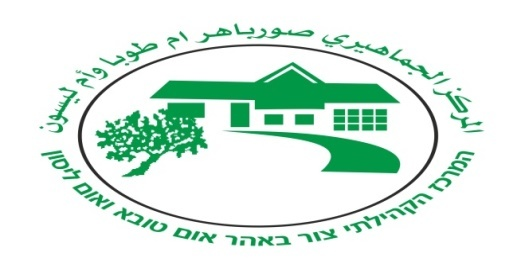 المركز الجماهيري صورباهر ام طوبا وأم ليسون
המרכז הקהילתי צור באהר אום טובא ואום ליסון